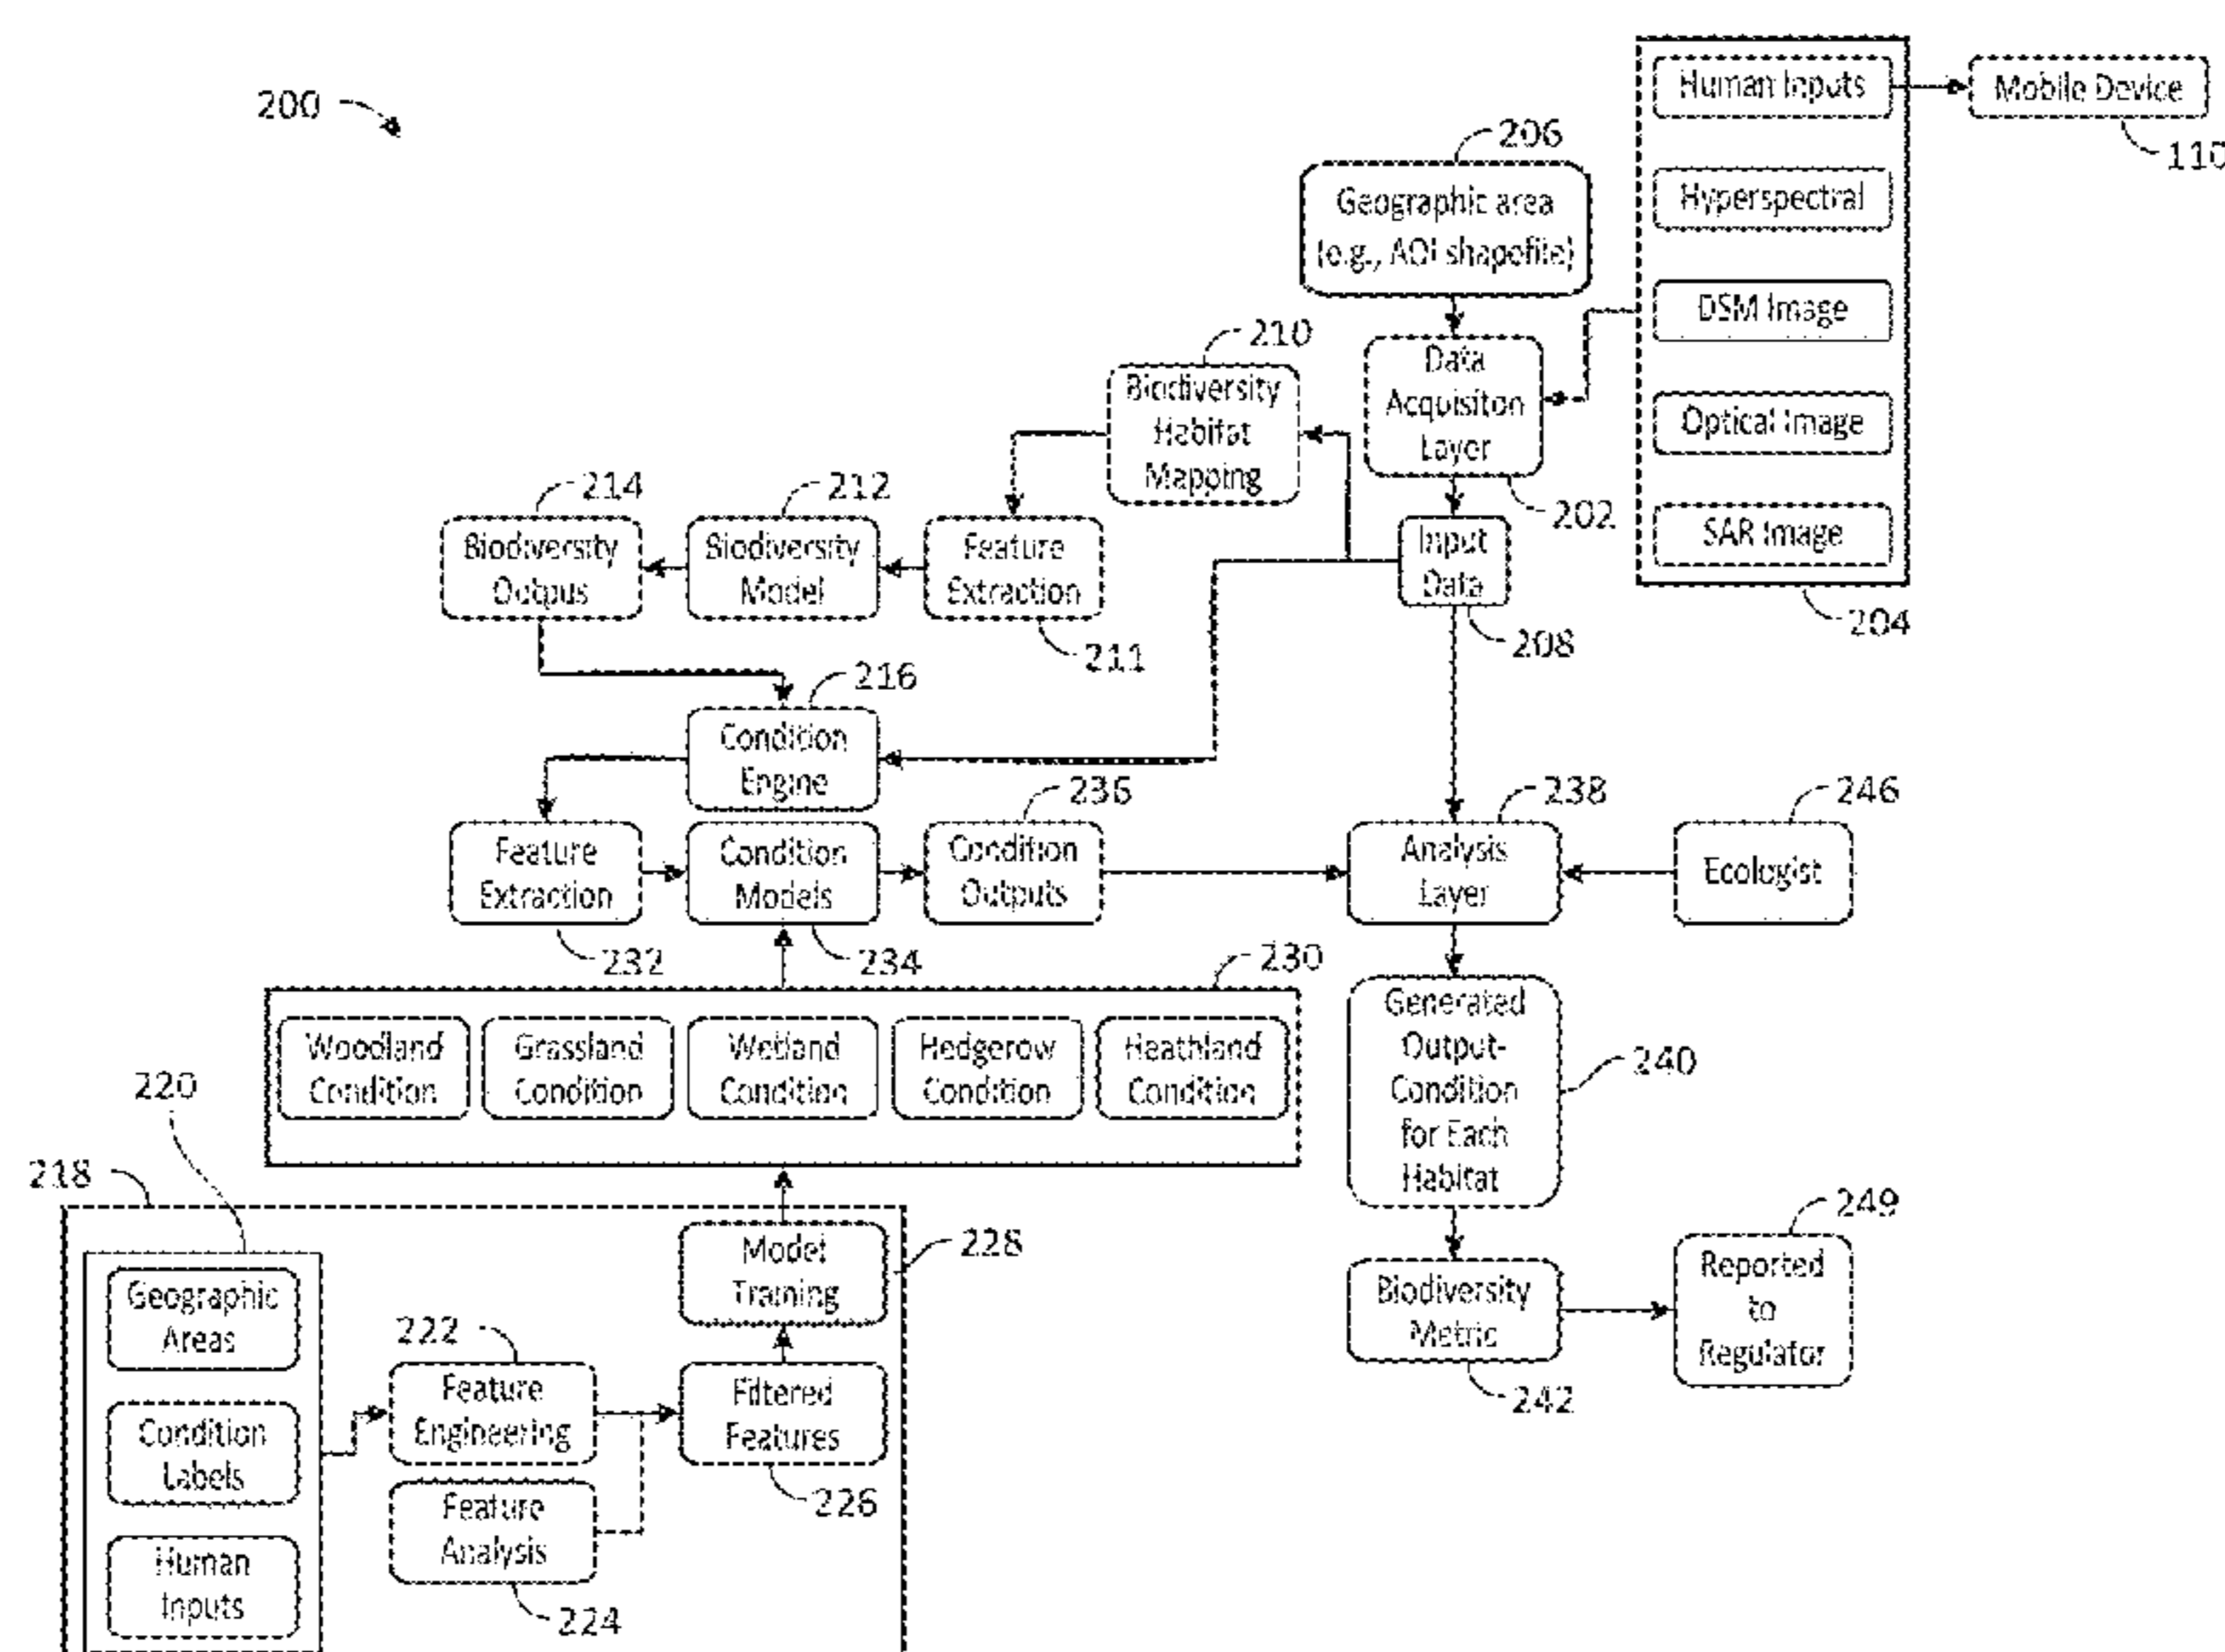 200
Human Inputs
Mobile Device
110
Hyperspectral
DSM Image
Optical Image
SAR Image
204
206
Geographic area
(e.g., AOI shapefile)
Data
Acquisiton
Layer
202
Input
Data
208
210
Biodiversity
Habitat
Mapping
214
Biodiversity
Outpus
212
Biodiversity
Model
Feature
Extraction
211
216
Condition
Engine
Feature
Extraction
232
Condition
Models
234
236
Condition
Outputs
238
Analysis
Layer
246
Ecologist
230
Woodland
Condition
Grassland
Condition
Wetland
Condition
Hedgerow
Condition
Heathland
Condition
Generated
Output-
Condition
for Each
Habitat
240
Biodiversity
Metric
242
249
Reported
to
Regulator
218
220
Geographic
Areas
Condition
Labels
Human
Inputs
222
Feature
Engineering
Feature
Analysis
224
Filtered
Features
226
Model
Training
228